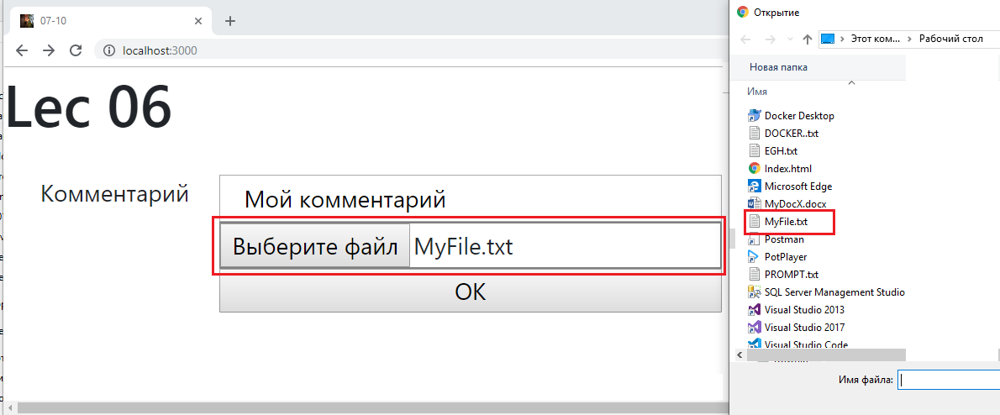 07-10
localhost:3000
Lec 06
Комментарий
Мой комментарий
Выберите файл MyFile.txt
OK
Открытие
Этот ком... Рабочий стол
Новая папка
Имя
Docker Desktop
DOCKER..txt
EGH.txt
Index.html
Microsoft Edge
MyDocX.docx
MyFile.txt
Postman
PotPlayer
PROMPT.txt
SQL Server Management Studio
Visual Studio 2013
Visual Studio 2017
Visual Studio Code
Имя файла: